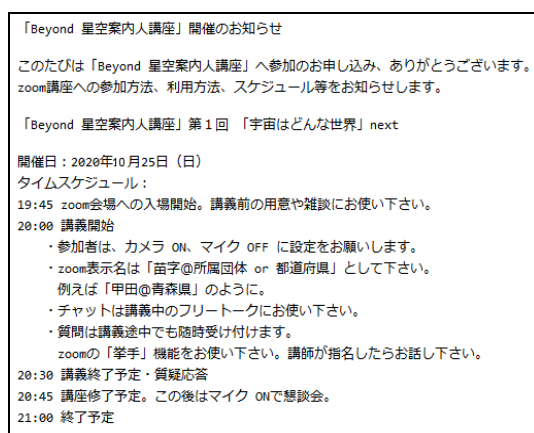 「Beyond 星空案内人講座」開催のお知らせ
このたびは「Beyond 星空案内人講座」へ参加のお申し込み、ありがとうございます。
zoom講座への参加方法、利用方法、スケジュール等をお知らせします。
「Beyond 星空案内人講座」第１回 「宇宙はどんな世界」next
開催日：2020年10月25日（日）
タイムスケジュール：
19:45 zoom会場への入場開始。講義前の用意や雑談にお使い下さい。
20:00 講義開始
・参加者は、カメラ ON、マイク OFF に設定をお願いします。
・zoom表示名は「苗字@所属団体 or 都道府県」として下さい。
例えば「甲田@青森県」のように。
・チャットは講義中のフリートークにお使い下さい。
・質問は講義途中でも随時受け付けます。
zoomの「挙手」機能をお使い下さい。講師が指名したらお話し下さい。
20:30 講義終了予定・質疑応答
20:45 講座修了予定。この後はマイク ONで懇談会。
21:00 終了予定